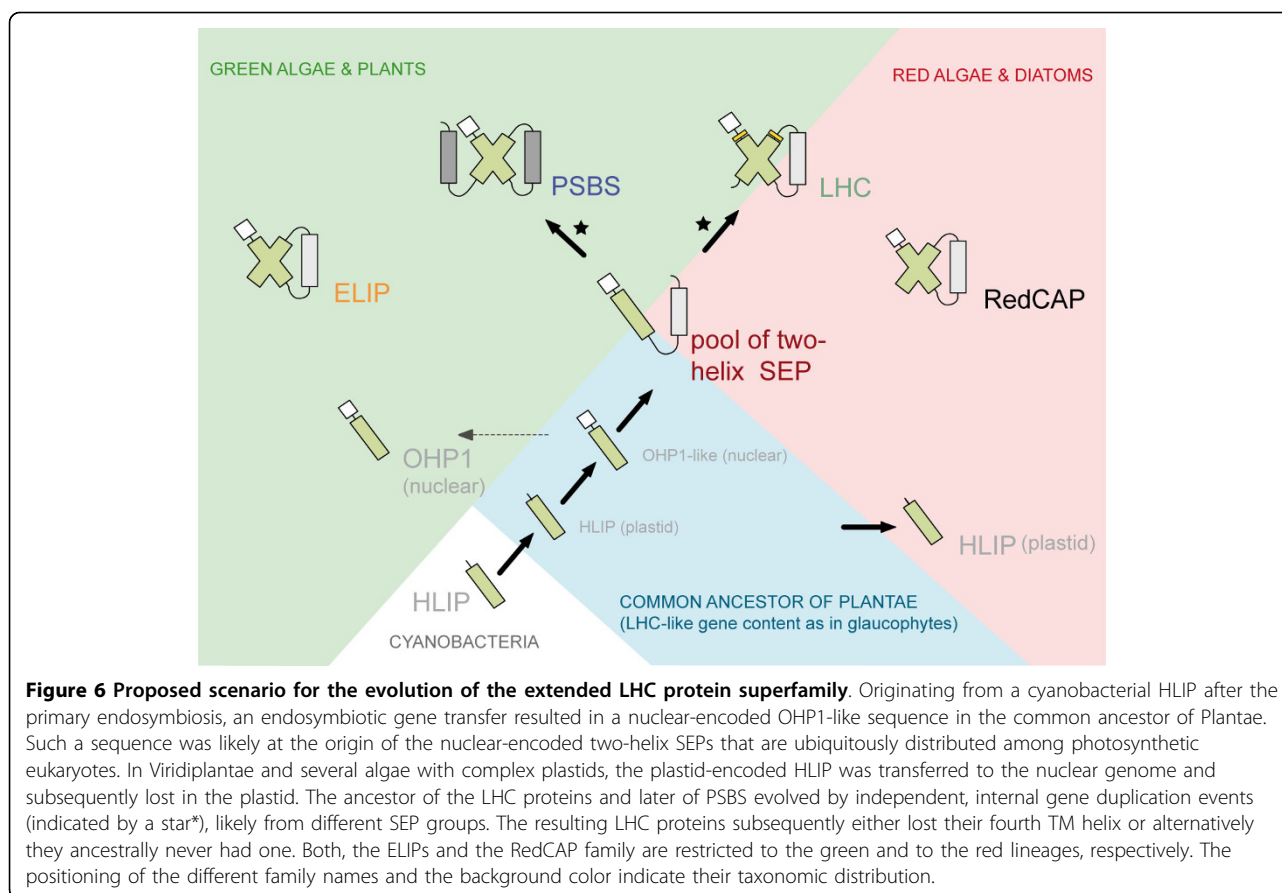 GREEN ALGAE & PLANTS
RED ALGAE & DIATOMS
PSBS
LHC
ELIP
RedCAP
pool of two-
helix SEP
OHP1
(nuclear)
OHP1-like (nuclear)
HLIP (plastid)
HLIP (plastid)
HLIP
CYANOBACTERIA
COMMON ANCESTOR OF PLANTAE
(LHC-like gene content as in glaucophytes)
Figure 6 Proposed scenario for the evolution of the extended LHC protein superfamily. Originating from a cyanobacterial HLIP after the
primary endosymbiosis, an endosymbiotic gene transfer resulted in a nuclear-encoded OHP1-like sequence in the common ancestor of Plantae.
Such a sequence was likely at the origin of the nuclear-encoded two-helix SEPs that are ubiquitously distributed among photosynthetic
eukaryotes. In Viridiplantae and several algae with complex plastids, the plastid-encoded HLIP was transferred to the nuclear genome and
subsequently lost in the plastid. The ancestor of the LHC proteins and later of PSBS evolved by independent, internal gene duplication events
(indicated by a star*), likely from different SEP groups. The resulting LHC proteins subsequently either lost their fourth TM helix or alternatively
they ancestrally never had one. Both, the ELIPs and the RedCAP family are restricted to the green and to the red lineages, respectively. The
positioning of the different family names and the background color indicate their taxonomic distribution.